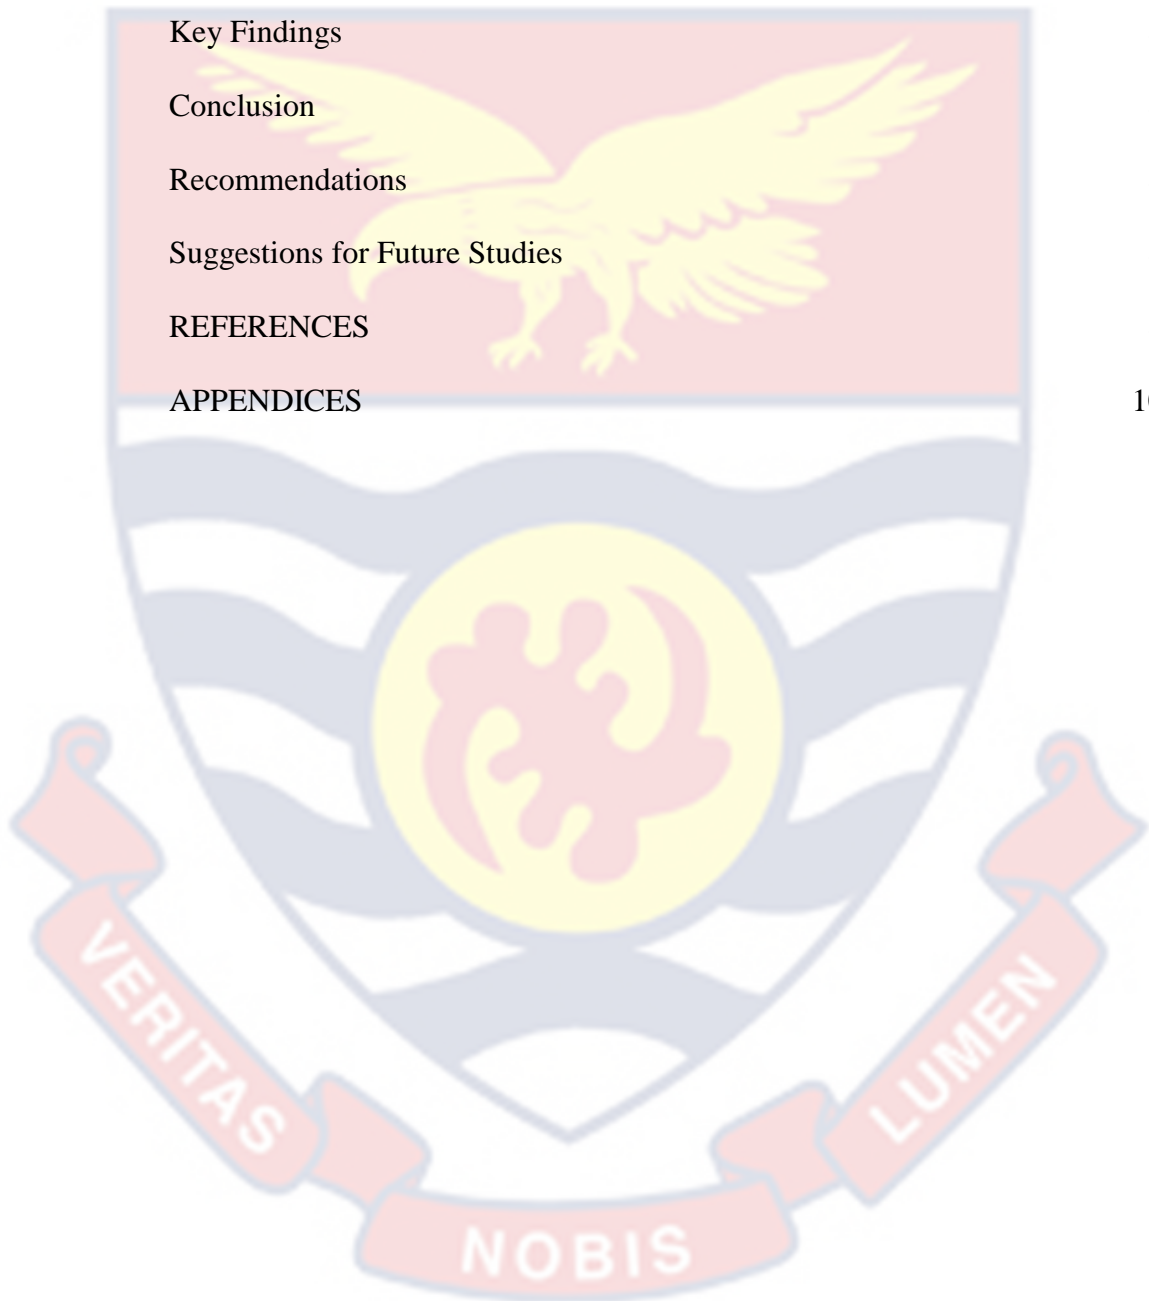 Key Findings
Conclusion
Recommendations
Suggestions for Future Studies
REFERENCES
APPENDICES
VERITAS
NOBIS
LUMEN